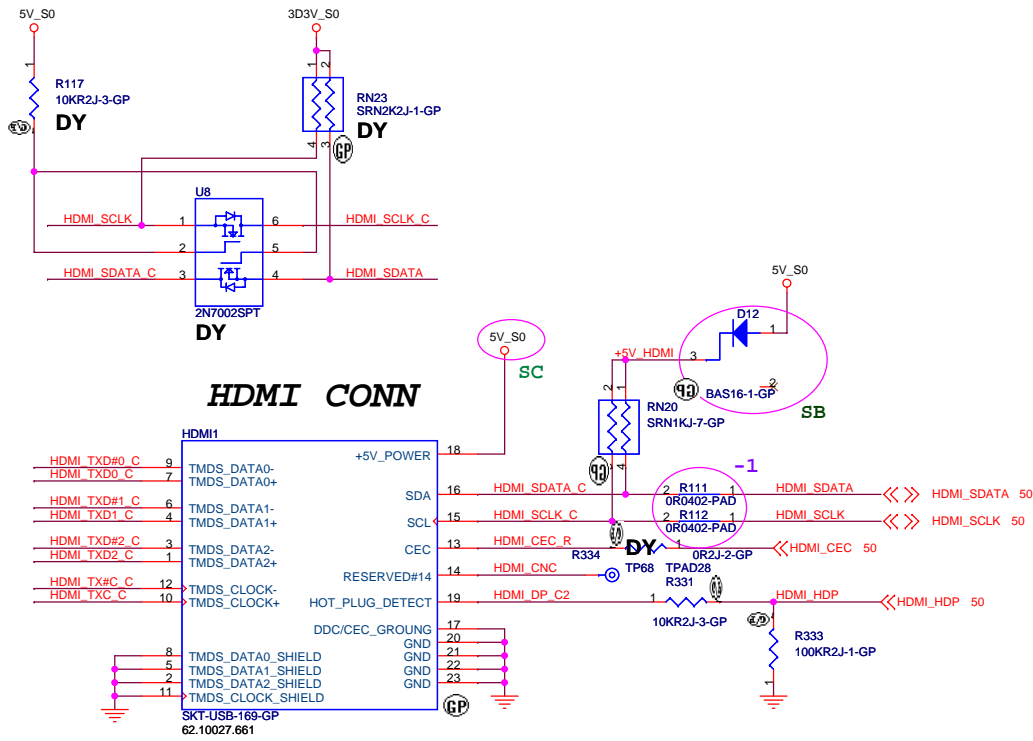 5V_S0
3D3V_S0
1
1 2
R117
10KR2J-3-GP
DY
RN23
SRN2K2J-1-GP
DY
4 3
GP
U8
HDMI_SCLK 1 6 HDMI_SCLK_C
2 5
HDMI_SDATA_C 3 4 HDMI_SDATA
2N7002SPT
DY
5V_S0
D12
1
+5V_HDMI 3
2
BAS16-1-GP
GP
SB
5V_S0
SC
HDMI CONN
2 1
RN20
SRN1KJ-7-GP
4
GP
-1
HDMI1
HDMI_TXD#0_C 9 TMDS_DATA0-
HDMI_TXD0_C 7 TMDS_DATA0+
HDMI_TXD#1_C 6 TMDS_DATA1-
HDMI_TXD1_C 4 TMDS_DATA1+
HDMI_TXD#2_C 3 TMDS_DATA2-
HDMI_TXD2_C 1 TMDS_DATA2+
HDMI_TX#C_C 12 TMDS_CLOCK-
HDMI_TXC_C 10 TMDS_CLOCK+
8 TMDS_DATA0_SHIELD
5 TMDS_DATA1_SHIELD
2 TMDS_DATA2_SHIELD
11 TMDS_CLOCK_SHIELD
+5V_POWER 18
SDA 16 HDMI_SDATA_C 2 R111 1 HDMI_SDATA HDMI_SDATA 50
0R0402-PAD
SCL 15 HDMI_SCLK_C 2 R112 1 HDMI_SCLK HDMI_SCLK 50
0R0402-PAD
CEC 13 HDMI_CEC_R R334 DY 1 0R2J-2-GP HDMI_CEC 50
RESERVED#14 14 HDMI_CNC TP68 TPAD28
HOT_PLUG_DETECT 19 HDMI_DP_C2 1 R331 HDMI_HDP HDMI_HDP 50
10KR2J-3-GP
R333
100KR2J-1-GP
1
DDC/CEC_GROUNG 17
GND 20
GND 21
GND 22
GND 23
GP
SKT-USB-169-GP
62.10027.661